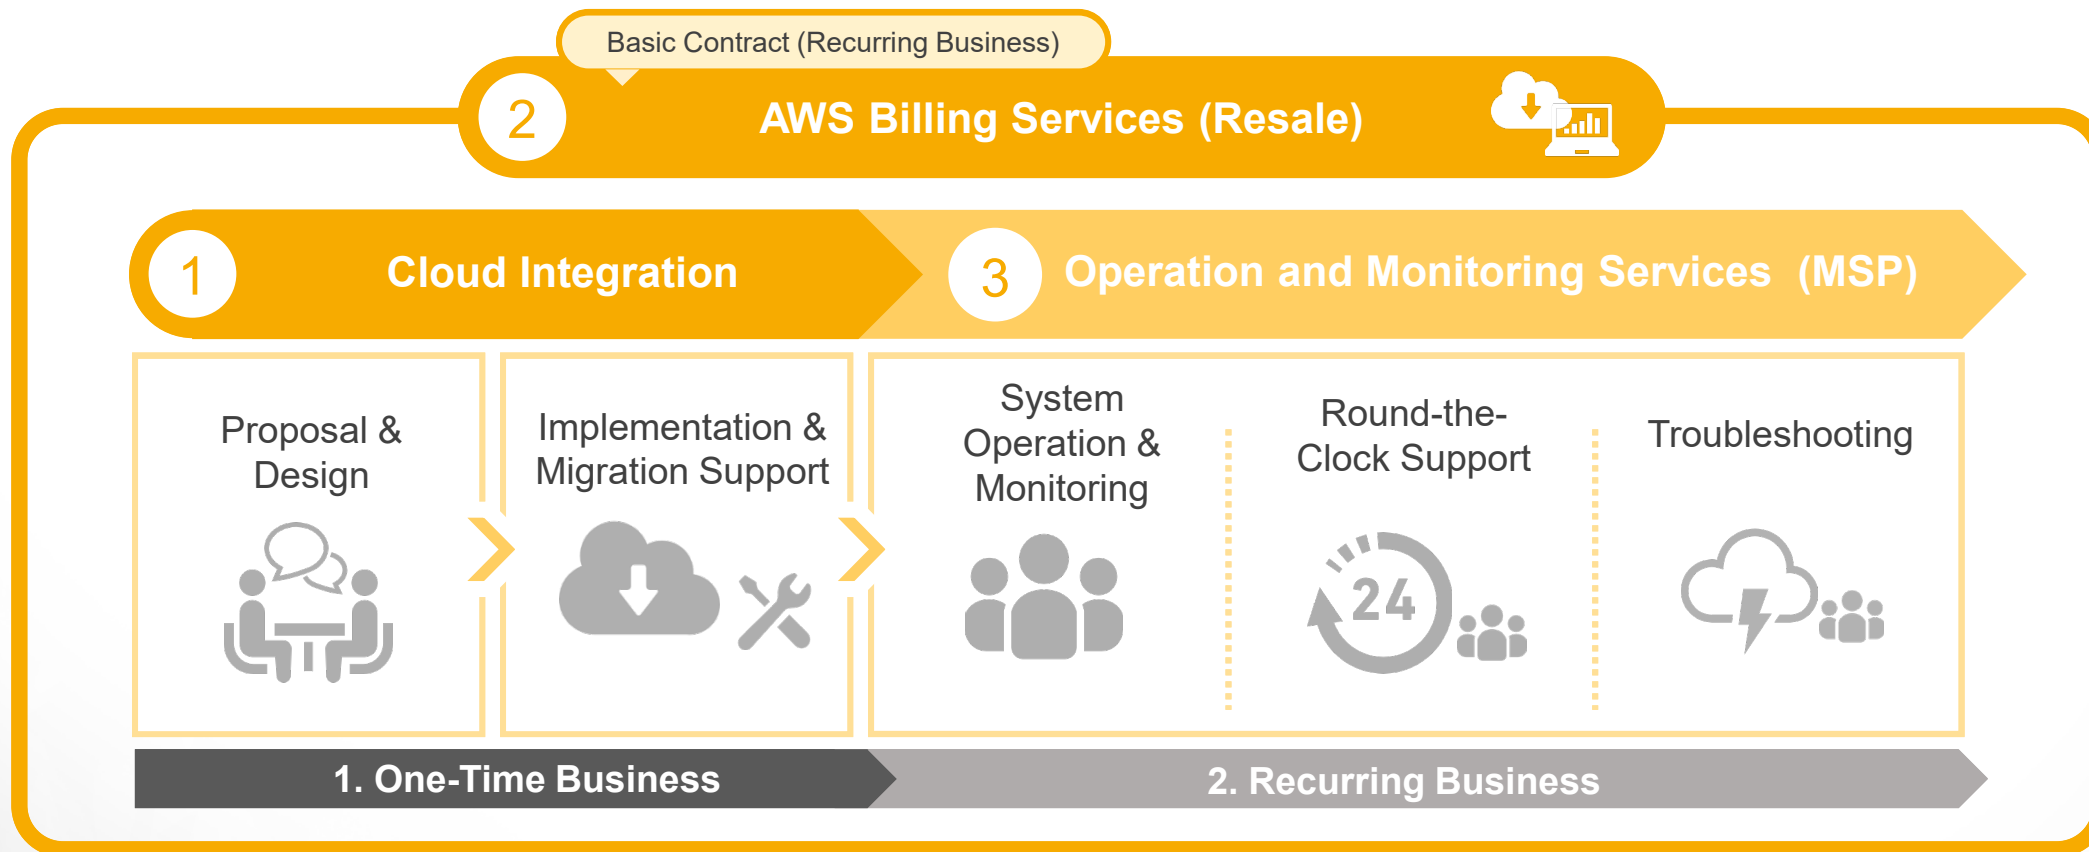 Basic Contract (Recurring Business)
2
AWS Billing Services (Resale)
1
Cloud Integration
3
Operation and Monitoring Services (MSP)
Proposal &
Design
Implementation &
Migration Support
System
Operation &
Monitoring
Round-the-
Clock Support
24
Troubleshooting
1. One-Time Business
2. Recurring Business